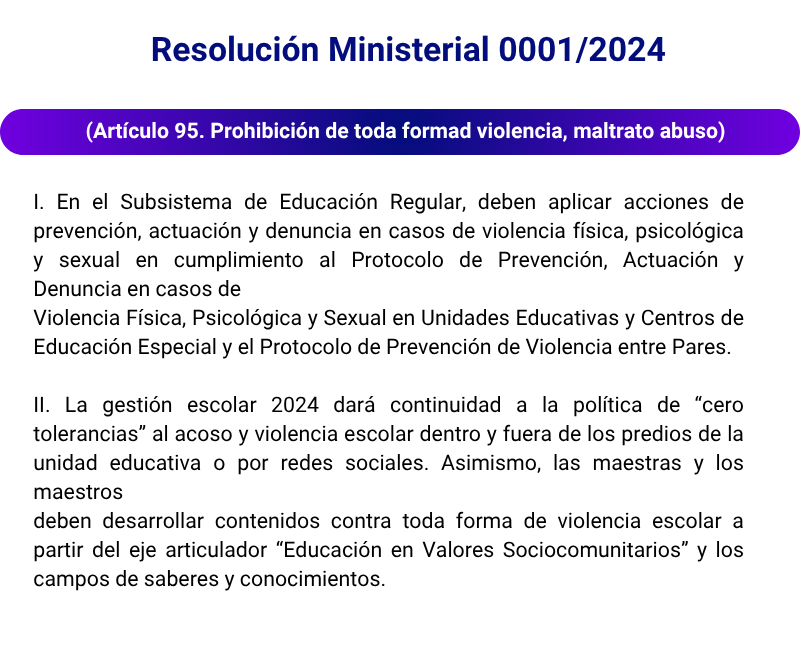 Resolución Ministerial 0001/2024
(Artículo 95. Prohibición de toda formad violencia, maltrato abuso)
I. En el Subsistema de Educación Regular, deben aplicar acciones de
prevención, actuación y denuncia en casos de violencia física, psicológica
y sexual en cumplimiento al Protocolo de Prevención, Actuación y
Denuncia en casos de
Violencia Física, Psicológica y Sexual en Unidades Educativas y Centros de
Educación Especial y el Protocolo de Prevención de Violencia entre Pares.
II. La gestión escolar 2024 dará continuidad a la política de “cero
tolerancias” al acoso y violencia escolar dentro y fuera de los predios de la
unidad educativa o por redes sociales. Asimismo, las maestras y los
maestros
deben desarrollar contenidos contra toda forma de violencia escolar a
partir del eje articulador “Educación en Valores Sociocomunitarios” y los
campos de saberes y conocimientos.